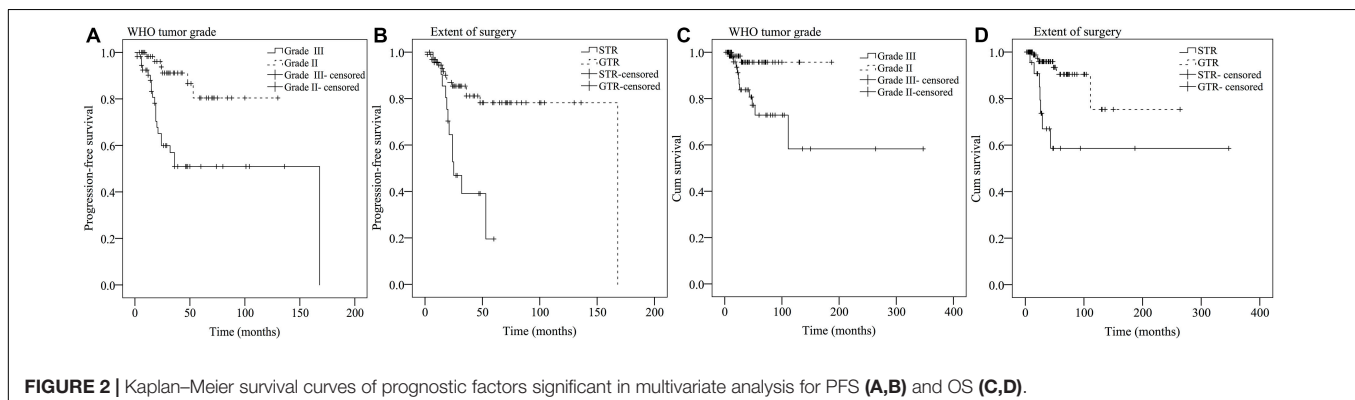 A WHO tumor grade
Grade III
Grade II
Grade III- censored
Grade II-censored
Progression-free survival
1.0
0.8
0.6
0.4
0.2
0.0
0 50 100 150 200
Time (months)
B Extent of surgery
STR
GTR
STR-censored
GTR-censored
Progression-free survival
1.0
0.8
0.6
0.4
0.2
0.0
0 50 100 150 200
Time (months)
C WHO tumor grade
Grade III
Grade II
Grade III- censored
Grade II-censored
Cum survival
1.0
0.8
0.6
0.4
0.2
0.0
0 100 200 300 400
Time (months)
D Extent of surgery
STR
GTR
STR- censored
GTR- censored
Cum survival
1.0
0.8
0.6
0.4
0.2
0.0
0 100 200 300 400
Time (months)
FIGURE 2 | Kaplan–Meier survival curves of prognostic factors significant in multivariate analysis for PFS (A,B) and OS (C,D).